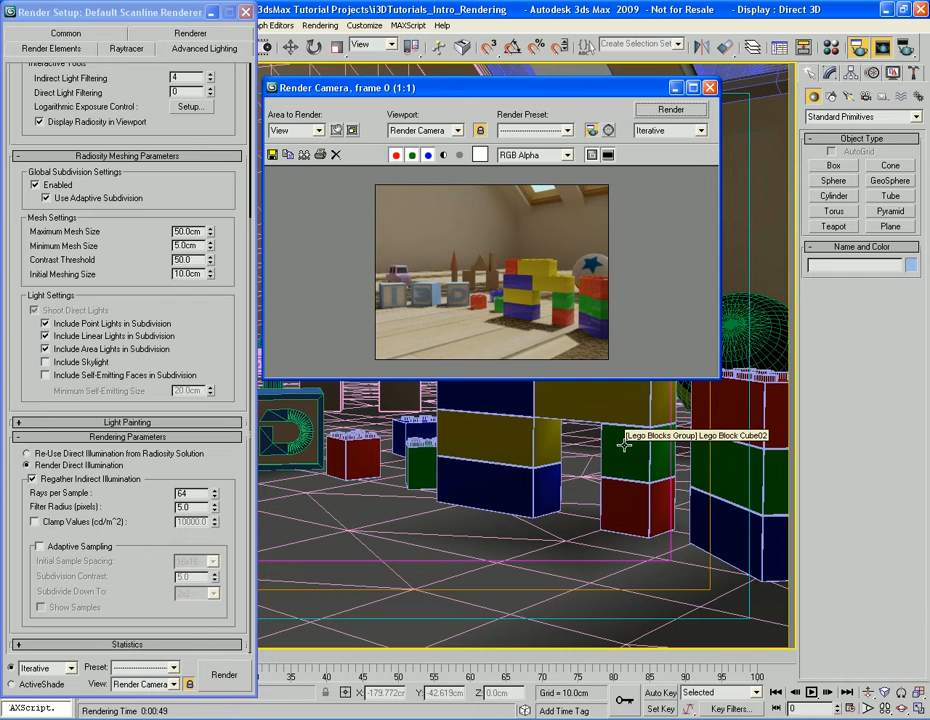 Render Setup: Default Scanline Renderer
3dsMax Tutorial Projects\i3DTutorials_Intro_Rendering - Autodesk 3ds Max 2009 - Not for Resale - Display : Direct 3D
ph Editors Rendering Customize MAXScript Help
Common Renderer
Render Elements Raytracer Advanced Lighting
View
Create Selection Set
Interactive Tools
Indirect Light Filtering 4
Direct Light Filtering 0
Logarithmic Exposure Control : Setup...
Display Radiosity in Viewport
- Radiosity Meshing Parameters
Global Subdivision Settings
Enabled
Use Adaptive Subdivision
Mesh Settings
Maximum Mesh Size 50.0cm
Minimum Mesh Size 5.0cm
Contrast Threshold 50.0
Initial Meshing Size 10.0cm
Light Settings
Shoot Direct Lights
Include Point Lights in Subdivision
Include Linear Lights in Subdivision
Include Area Lights in Subdivision
Include Skylight
Include Self-Emitting Faces in Subdivision
Minimum Self-Emitting Size 20.0cm
+ Light Painting
- Rendering Parameters
Re-Use Direct Illumination from Radiosity Solution
Render Direct Illumination
Regather Indirect Illumination
Rays per Sample : 64
Filter Radius (pixels) : 5.0
Clamp Values (cd/m^2) : 10000.0
Adaptive Sampling
Initial Sample Spacing: 16x16
Subdivision Contrast: 5.0
Subdivide Down To: 2x2
Show Samples
+ Statistics
Iterative Preset: Render
ActiveShade View: Render Camera
Render Camera, frame 0 (1:1)
Area to Render: Viewport: Render Preset: Render
View Render Camera Iterative
RGB Alpha
[Lego Blocks Group] Lego Block Cube02
Standard Primitives
- Object Type
AutoGrid
Box Cone
Sphere GeoSphere
Cylinder Tube
Torus Pyramid
Teapot Plane
- Name and Color
30 35 40 45 50 55 60 65 70 75 80 85 90 95 100
X: -179.772c Y: -42.619cm Z: 0.0cm Grid = 10.0cm Auto Key Selected
'AXScript. Rendering Time 0:00:49 Add Time Tag Set Key Key Filters... 0